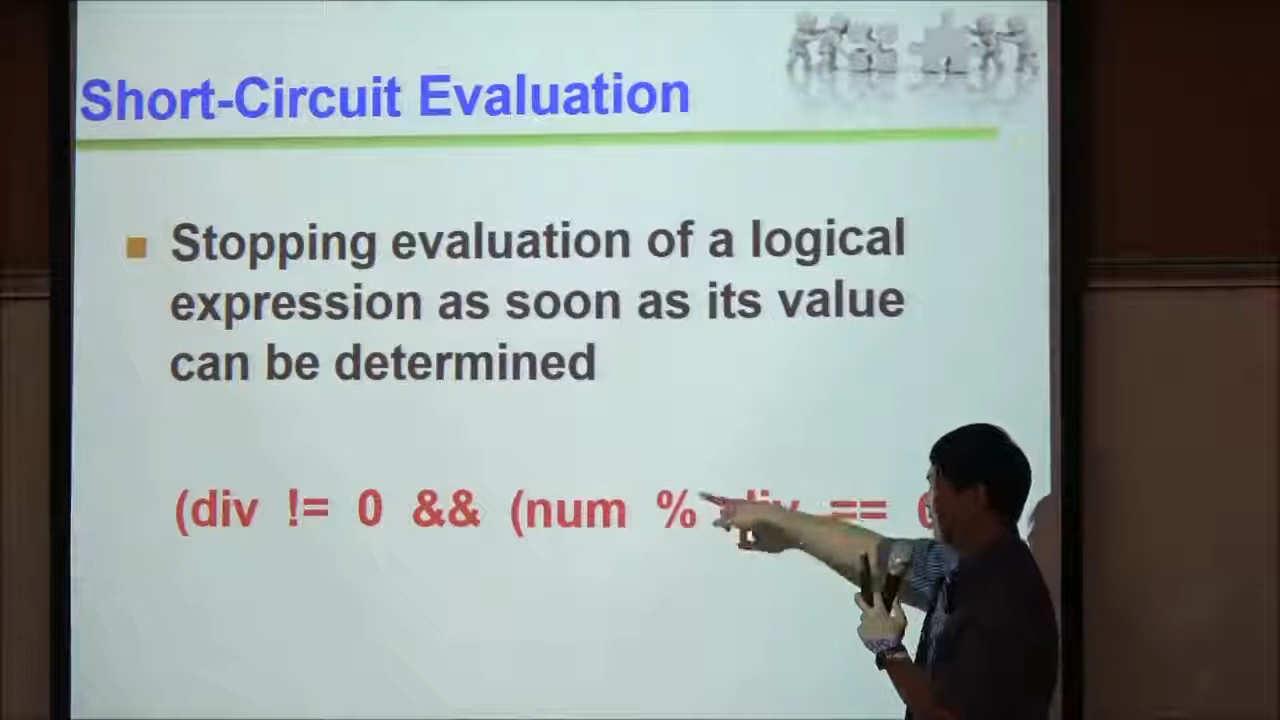 Short-Circuit Evaluation
Stopping evaluation of a logical
expression as soon as its value
can be determined
(div != 0 && (num % div ==